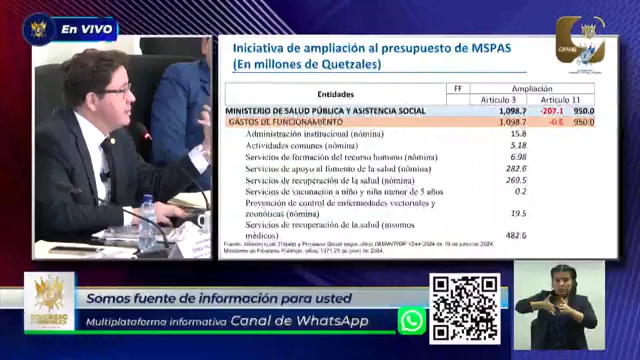 En VIVO
Iniciativa de ampliación al presupuesto de MSPAS
(En millones de Quetzales)
CANAL
Entidades FF Ampliación
Artículo 3 Artículo 11
MINISTERIO DE SALUD PÚBLICA Y ASISTENCIA SOCIAL 1,098.7 -207.1 950.0
GASTOS DE FUNCIONAMIENTO 1,098.7 -0.6 950.0
Administración institucional (nómina) 15.8
Actividades comunes (nómina) 5.18
Servicios de formación del recurso humano (nómina) 6.98
Servicios de apoyo al fomento de la salud (nómina) 282.6
Servicios de recuperación de la salud (nómina) 260.5
Servicios de vacunación a niño y niña menor de 5 años 0.2
Prevención de control de enfermedades vectoriales y
zoonóticas (nómina) 19.5
Servicios de recuperación de la salud (insumos
médicos) 482.6
Somos fuente de información para usted
Multiplataforma informativa Canal de WhatsApp
CONGRESO